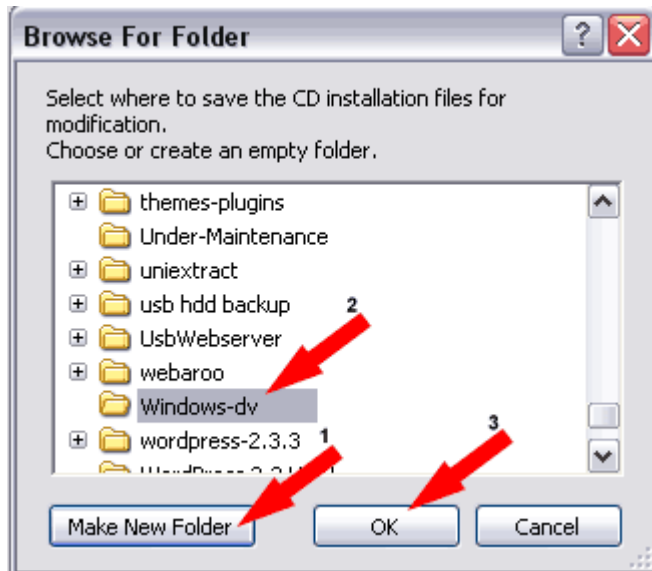 Browse For Folder
?
Select where to save the CD installation files for
modification.
Choose or create an empty folder.
themes-plugins
Under-Maintenance
uniextract
usb hdd backup 2
UsbWebserver
webaroo
Windows-dv
wordpress-2.3.3 1 3
Make New Folder OK Cancel